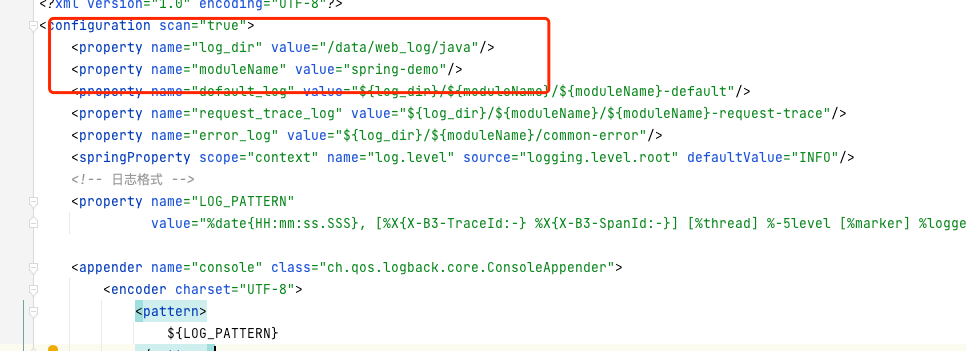 <?xml version="1.0" encoding="UTF-8"?>
<configuration scan="true">
<property name="log_dir" value="/data/web_log/java"/>
<property name="moduleName" value="spring-demo"/>
<property name="default_log" value="${log_dir}/${moduleName}/${moduleName}-default"/>
<property name="request_trace_log" value="${log_dir}/${moduleName}/${moduleName}-request-trace"/>
<property name="error_log" value="${log_dir}/${moduleName}/common-error"/>
<springProperty scope="context" name="log.level" source="logging.level.root" defaultValue="INFO"/>
<!-- 日志格式 -->
<property name="LOG_PATTERN"
value="%date{HH:mm:ss.SSS}, [%X{X-B3-TraceId:-} %X{X-B3-SpanId:-}] [%thread] %-5level [%marker] %logge
<appender name="console" class="ch.qos.logback.core.ConsoleAppender">
<encoder charset="UTF-8">
<pattern>
${LOG_PATTERN}